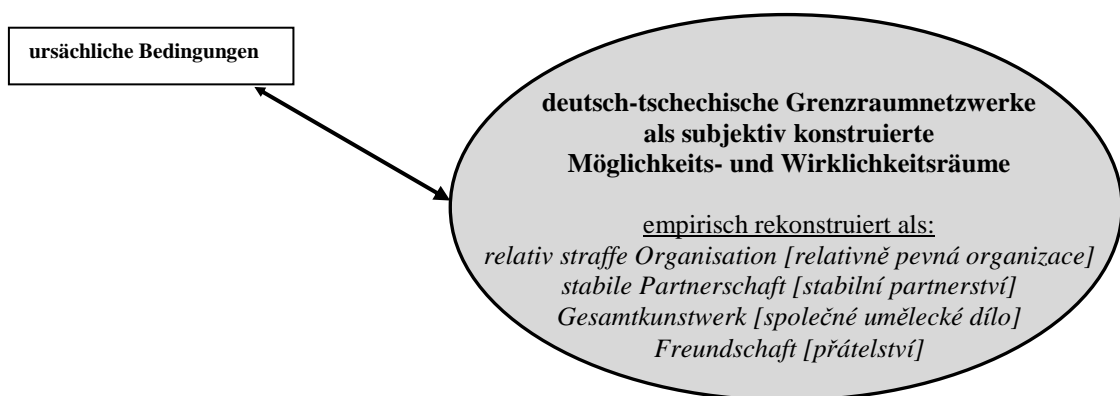 ursächliche Bedingungen
deutsch-tschechische Grenzraumnetzwerke
als subjektiv konstruierte
Möglichkeits- und Wirklichkeitsräume
empirisch rekonstruiert als:
relativ straffe Organisation [relativně pevná organizace]
stabile Partnerschaft [stabilní partnerství]
Gesamtkunstwerk [společné umělecké dílo]
Freundschaft [přátelství]